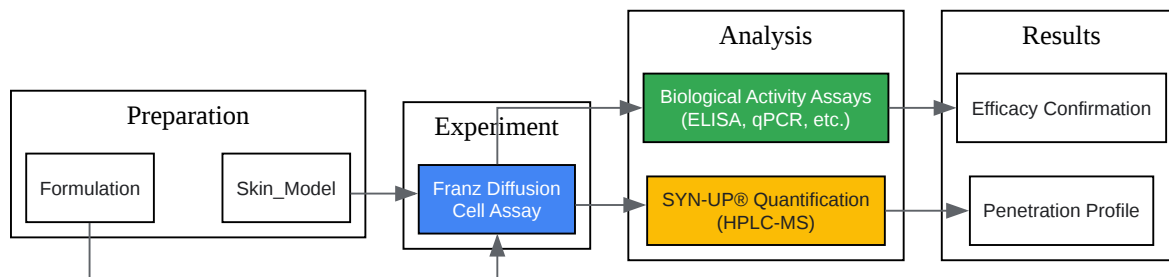 Preparation
Formulation
Skin_Model
Experiment
Franz Diffusion
Cell Assay
Analysis
Biological Activity Assays
(ELISA, qPCR, etc.)
SYN-UP® Quantification
(HPLC-MS)
Results
Efficacy Confirmation
Penetration Profile